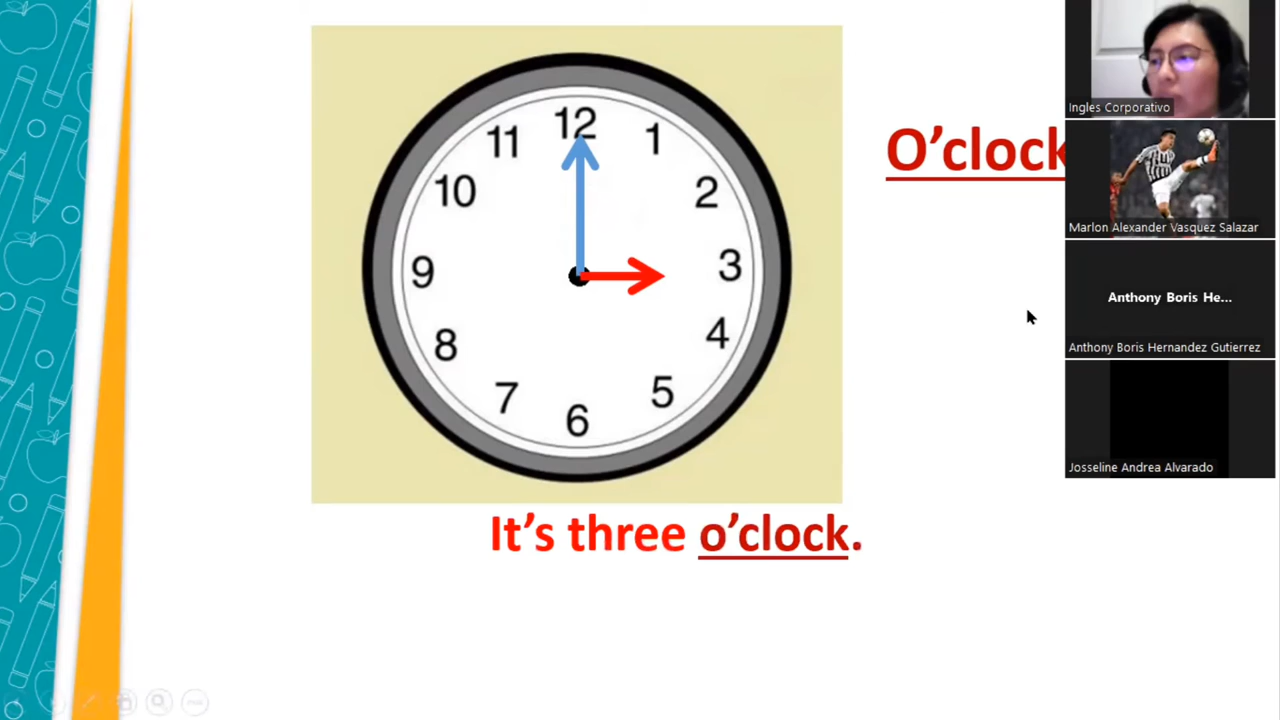 O'clock
12
11
1
10
2
9
3
8
4
7
5
6
It's three o'clock.
Ingles Corporativo
Marlon Alexander Vasquez Salazar
Anthony Boris He...
Anthony Boris Hernandez Gutierrez
Josseline Andrea Alvarado